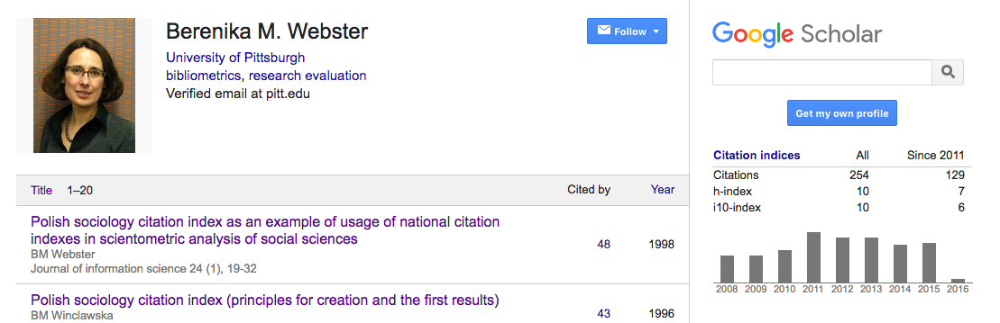 Berenika M. Webster
Follow
University of Pittsburgh
bibliometrics, research evaluation
Verified email at pitt.edu
Title 1–20 Cited by Year
Polish sociology citation index as an example of usage of national citation
indexes in scientometric analysis of social sciences 48 1998
BM Webster
Journal of information science 24 (1), 19-32
Polish sociology citation index (principles for creation and the first results) 43 1996
BM Winclawska
Google Scholar
Get my own profile
Citation indices All Since 2011
Citations 254 129
h-index 10 7
i10-index 10 6
2008 2009 2010 2011 2012 2013 2014 2015 2016